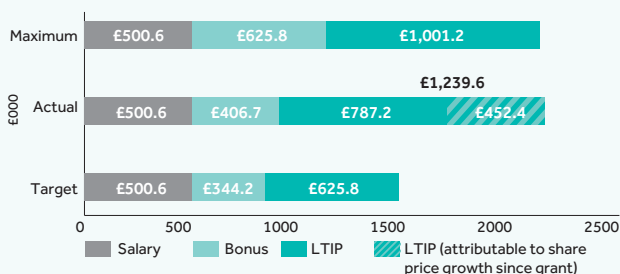 Maximum £500.6 £625.8 £1,001.2
£1,239.6
£000
Actual £500.6 £406.7 £787.2 £452.4
Target £500.6 £344.2 £625.8
0 500 1000 1500 2000 2500
Salary Bonus LTIP LTIP (attributable to share
price growth since grant)